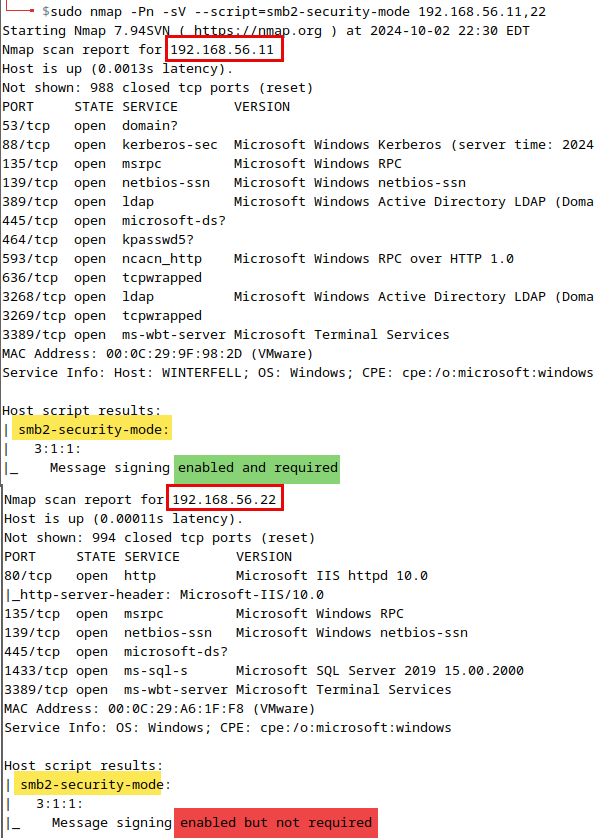 $sudo nmap -Pn -sV --script=smb2-security-mode 192.168.56.11,22
Starting Nmap 7.94SVN ( https://nmap.org ) at 2024-10-02 22:30 EDT
Nmap scan report for 192.168.56.11
Host is up (0.0013s latency).
Not shown: 988 closed tcp ports (reset)
PORT     STATE SERVICE       VERSION
53/tcp   open  domain?
88/tcp   open  kerberos-sec  Microsoft Windows Kerberos (server time: 2024
135/tcp  open  msrpc         Microsoft Windows RPC
139/tcp  open  netbios-ssn   Microsoft Windows netbios-ssn
389/tcp  open  ldap          Microsoft Windows Active Directory LDAP (Doma
445/tcp  open  microsoft-ds?
464/tcp  open  kpasswd5?
593/tcp  open  ncacn_http    Microsoft Windows RPC over HTTP 1.0
636/tcp  open  tcpwrapped
3268/tcp open  ldap          Microsoft Windows Active Directory LDAP (Doma
3269/tcp open  tcpwrapped
3389/tcp open  ms-wbt-server Microsoft Terminal Services
MAC Address: 00:0C:29:9F:98:2D (VMware)
Service Info: Host: WINTERFELL; OS: Windows; CPE: cpe:/o:microsoft:windows
Host script results:
| smb2-security-mode:
|   3:1:1:
|_    Message signing enabled and required
Nmap scan report for 192.168.56.22
Host is up (0.00011s latency).
Not shown: 994 closed tcp ports (reset)
PORT     STATE SERVICE       VERSION
80/tcp   open  http          Microsoft IIS httpd 10.0
|_http-server-header: Microsoft-IIS/10.0
135/tcp  open  msrpc         Microsoft Windows RPC
139/tcp  open  netbios-ssn   Microsoft Windows netbios-ssn
445/tcp  open  microsoft-ds?
1433/tcp open  ms-sql-s      Microsoft SQL Server 2019 15.00.2000
3389/tcp open  ms-wbt-server Microsoft Terminal Services
MAC Address: 00:0C:29:A6:1F:F8 (VMware)
Service Info: OS: Windows; CPE: cpe:/o:microsoft:windows
Host script results:
| smb2-security-mode:
|   3:1:1:
|_    Message signing enabled but not required